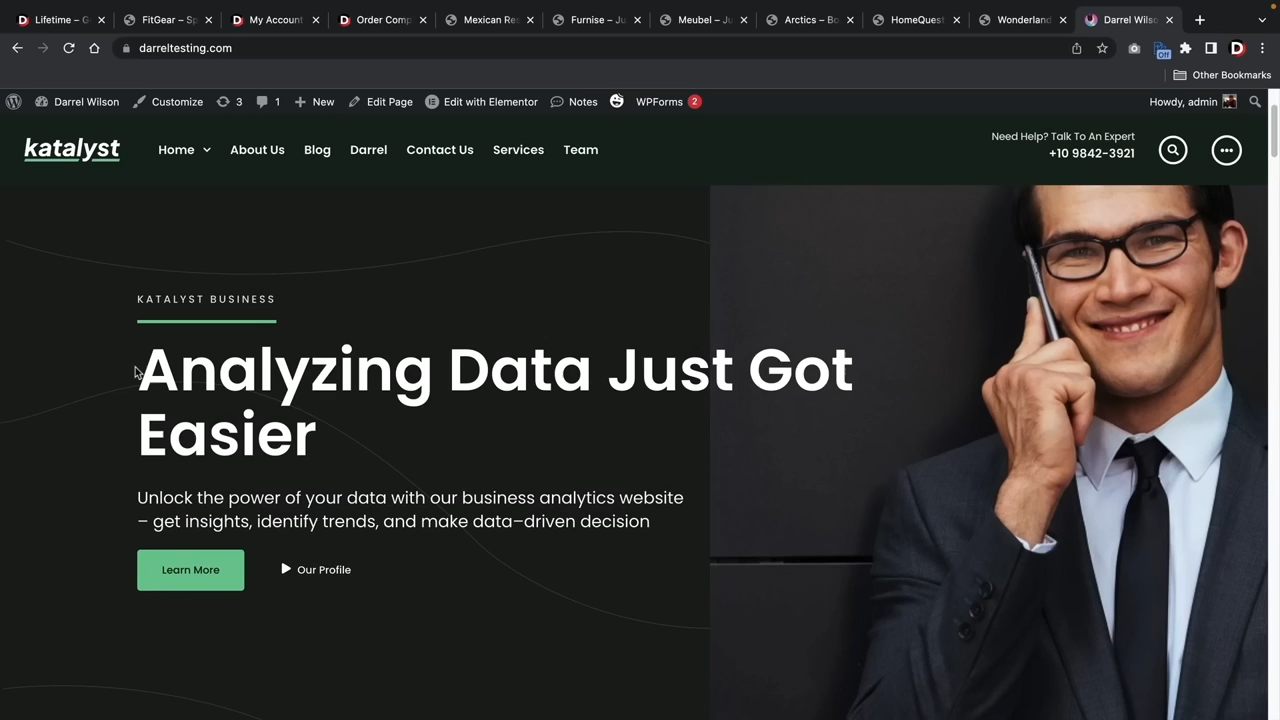 Lifetime – G
FitGear – Sp
My Account
Order Comp
Mexican Res
Furnise – Ju
Meubel – Ju
Arctics – Bo
HomeQuest
Wonderland
Darrel Wilso
darreltesting.com
Off
D
Other Bookmarks
Darrel Wilson
Customize
3
1
New
Edit Page
Edit with Elementor
Notes
WPForms 2
Howdy, admin
katalyst
Home
About Us
Blog
Darrel
Contact Us
Services
Team
Need Help? Talk To An Expert
+10 9842-3921
KATALYST BUSINESS
Analyzing Data Just Got
Easier
Unlock the power of your data with our business analytics website
– get insights, identify trends, and make data–driven decision
Learn More
Our Profile